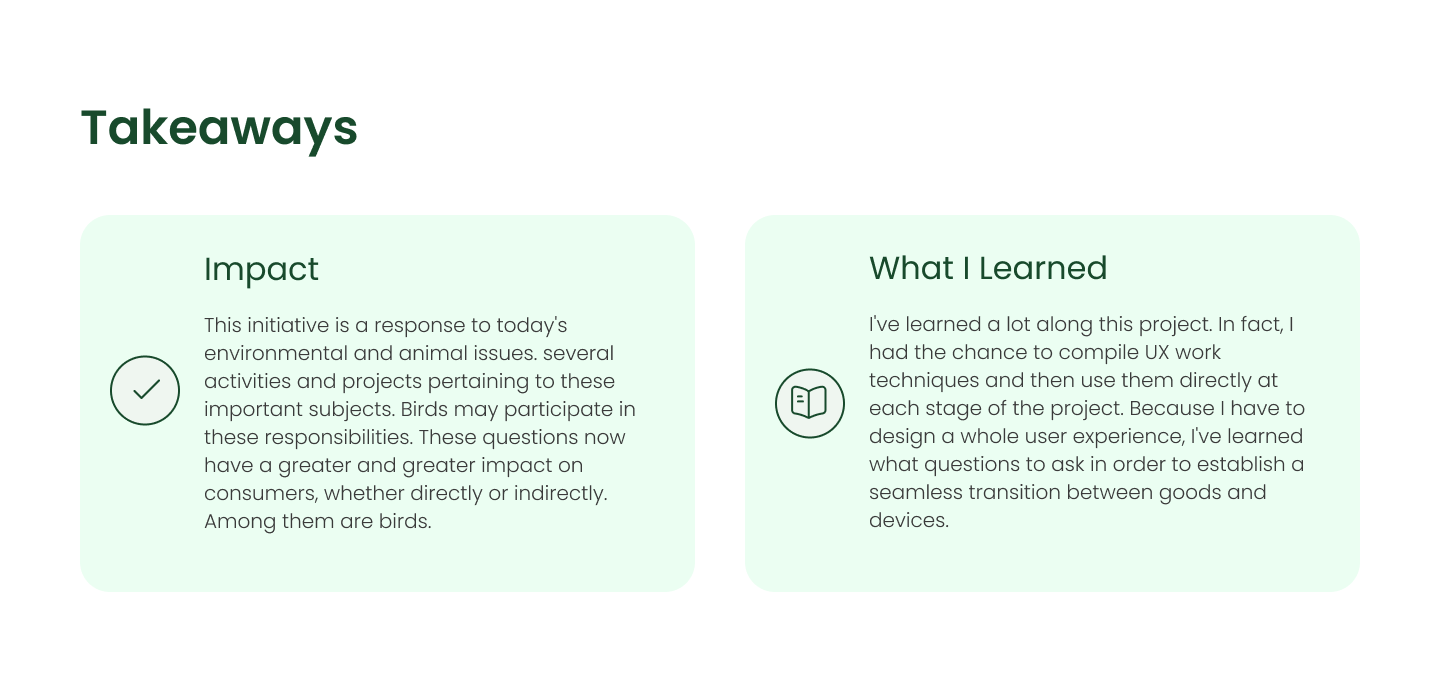 Takeaways
Impact
This initiative is a response to today's
environmental and animal issues. several
activities and projects pertaining to these
important subjects. Birds may participate in
these responsibilities. These questions now
have a greater and greater impact on
consumers, whether directly or indirectly.
Among them are birds.
What I Learned
I've learned a lot along this project. In fact, I
had the chance to compile UX work
techniques and then use them directly at
each stage of the project. Because I have to
design a whole user experience, I've learned
what questions to ask in order to establish a
seamless transition between goods and
devices.